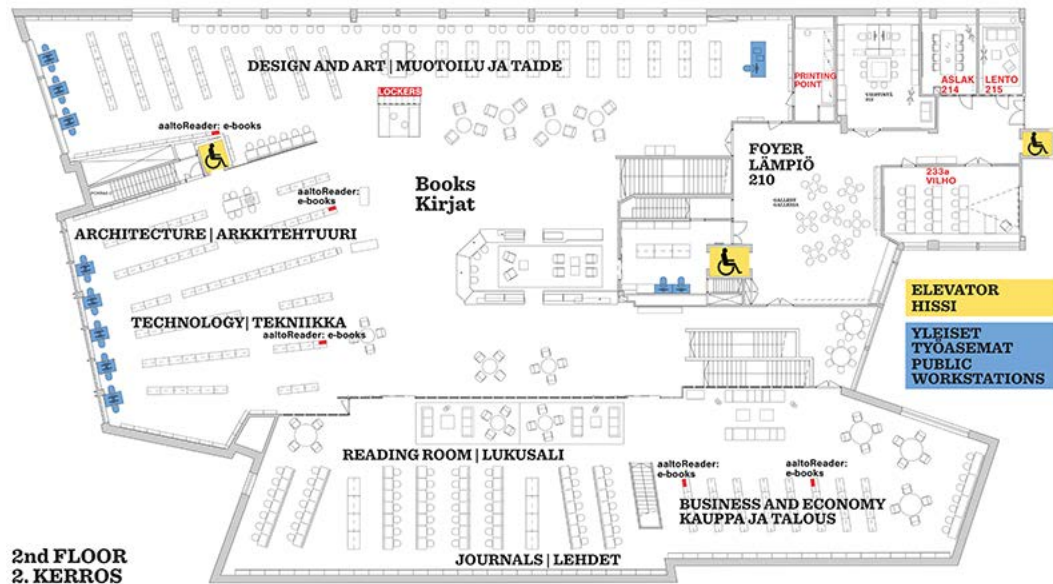 DESIGN AND ART | MUOTOILU JA TAIDE
LOCKERS
PRINTING
POINT
ASLAK
214
LENTO
215
aaltoReader: e-books
FOYER
LÄMPIÖ
210
GALLERY
GALLERIA
233a
VILHO
Books
Kirjat
aaltoReader:
e-books
ARCHITECTURE | ARKKITEHTUURI
TECHNOLOGY| TEKNIIKKA
aaltoReader: e-books
ELEVATOR
HISSI
YLEISET
TYÖASEMAT
PUBLIC
WORKSTATIONS
READING ROOM | LUKUSALI
aaltoReader:
e-books
aaltoReader:
e-books
BUSINESS AND ECONOMY
KAUPPA JA TALOUS
JOURNALS | LEHDET
2nd FLOOR
2. KERROS